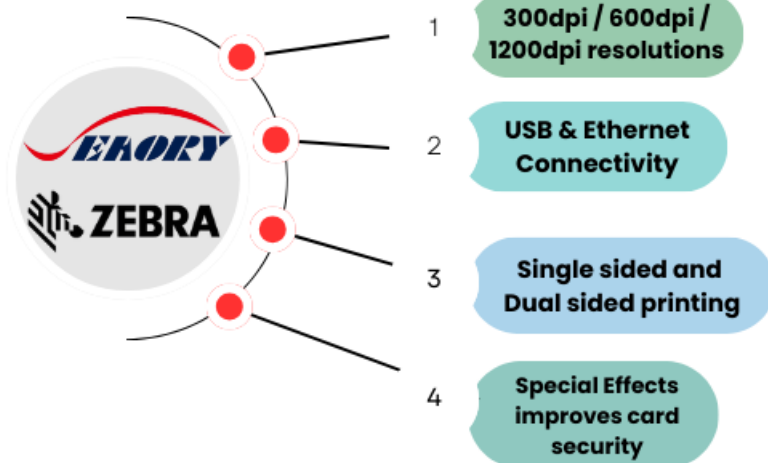 SEAORY
ZEBRA
1
300dpi / 600dpi /
1200dpi resolutions
2
USB & Ethernet
Connectivity
3
Single sided and
Dual sided printing
4
Special Effects
improves card
security